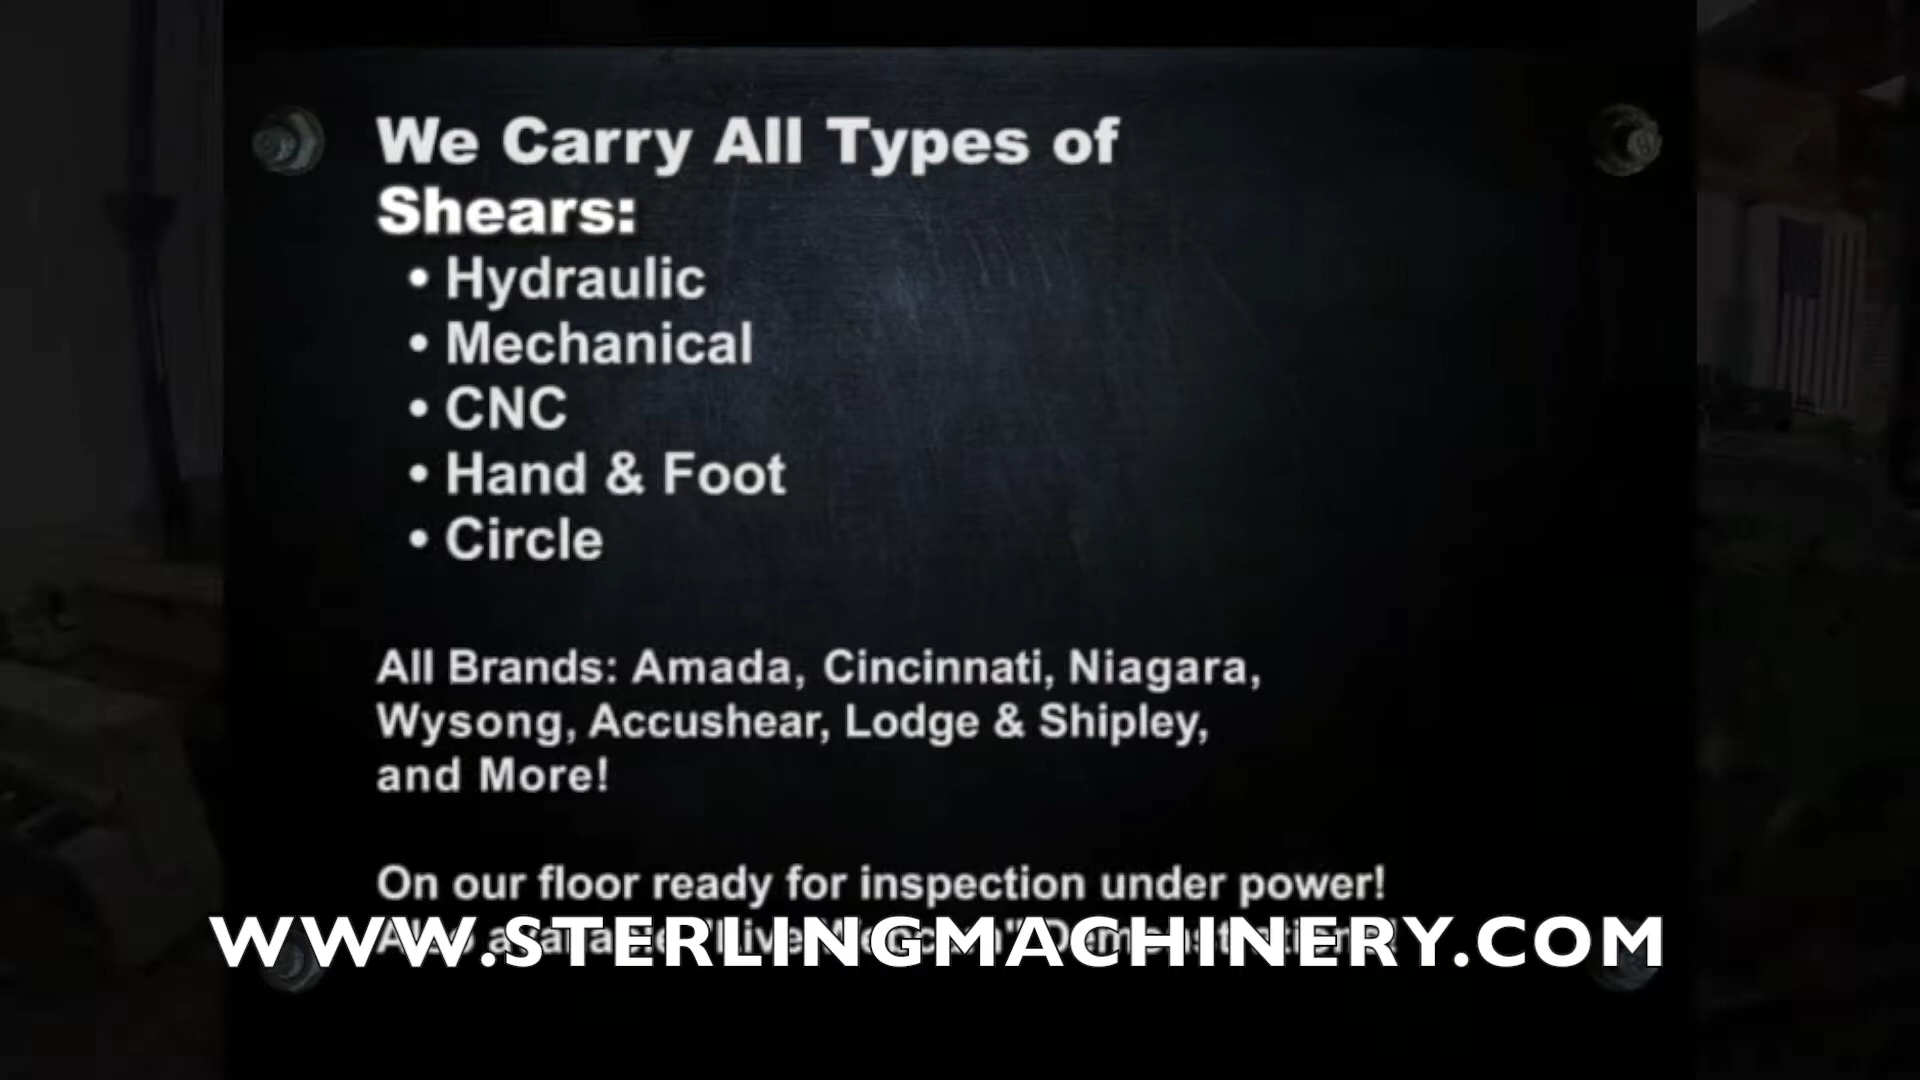 We Carry All Types of
Shears:
• Hydraulic
• Mechanical
• CNC
• Hand & Foot
• Circle
All Brands: Amada, Cincinnati, Niagara,
Wysong, Accushear, Lodge & Shipley,
and More!
On our floor ready for inspection under power!
WWW.STERLINGMACHINERY.COM